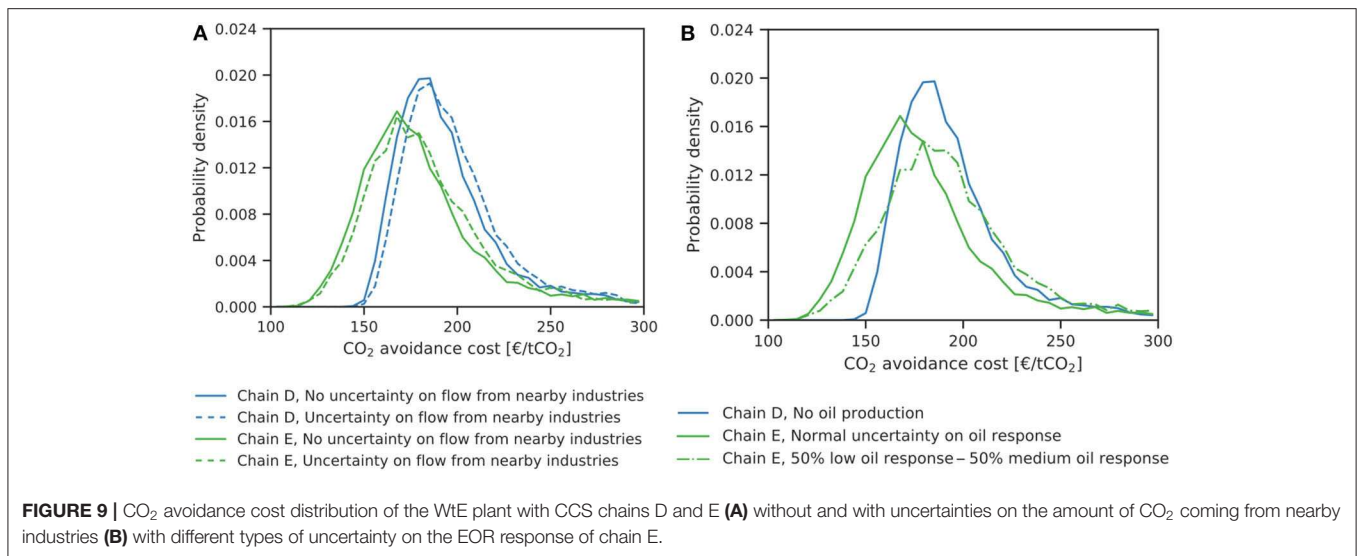 A
0.024
0.020
0.016
0.012
0.008
0.004
0.000
Probability density
100 150 200 250 300
CO₂ avoidance cost [€/tCO₂]
Chain D, No uncertainty on flow from nearby industries
Chain D, Uncertainty on flow from nearby industries
Chain E, No uncertainty on flow from nearby industries
Chain E, Uncertainty on flow from nearby industries
B
0.024
0.020
0.016
0.012
0.008
0.004
0.000
Probability density
100 150 200 250 300
CO₂ avoidance cost [€/tCO₂]
Chain D, No oil production
Chain E, Normal uncertainty on oil response
Chain E, 50% low oil response – 50% medium oil response
FIGURE 9 | CO₂ avoidance cost distribution of the WtE plant with CCS chains D and E (A) without and with uncertainties on the amount of CO₂ coming from nearby
industries (B) with different types of uncertainty on the EOR response of chain E.